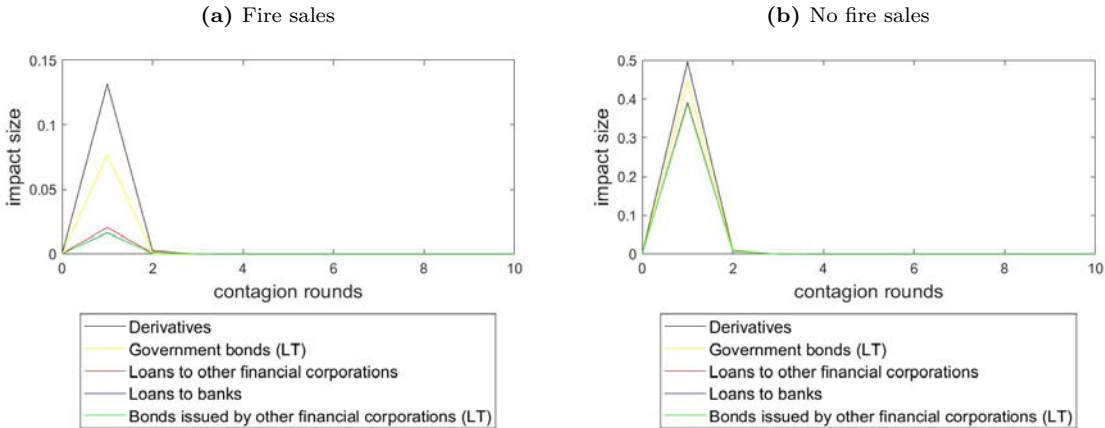 (a) Fire sales
0.15
0.1
0.05
0
impact size
0 2 4 6 8 10
contagion rounds
Derivatives
Government bonds (LT)
Loans to other financial corporations
Loans to banks
Bonds issued by other financial corporations (LT)
(b) No fire sales
0.5
0.4
0.3
0.2
0.1
0
impact size
0 2 4 6 8 10
contagion rounds
Derivatives
Government bonds (LT)
Loans to other financial corporations
Loans to banks
Bonds issued by other financial corporations (LT)